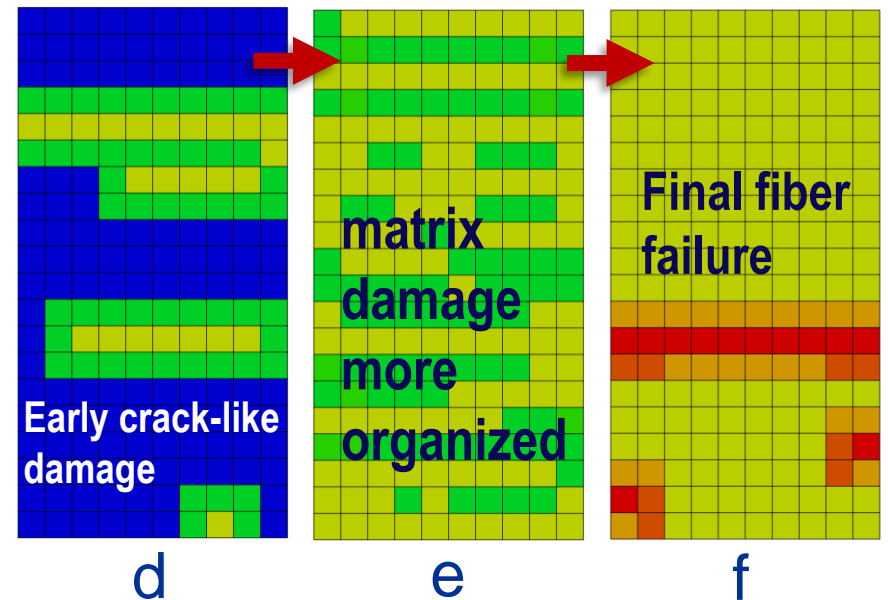 Early crack-like
damage
matrix
damage
more
organized
Final fiber
failure
d
e
f